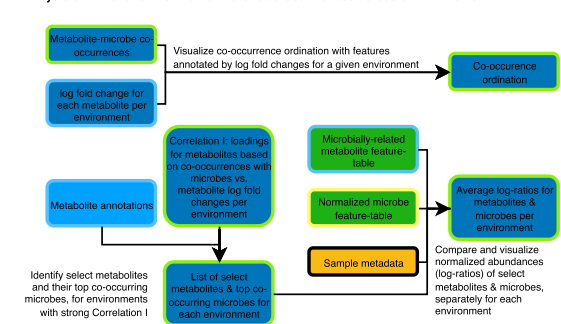 Metabolite-microbe co-
occurrences
Visualize co-occurrence ordination with features
annotated by log fold changes for a given environment
Co-occurence
ordination
log fold change for
each metabolite per
environment
Correlation I: loadings
for metabolites based
on co-occurrences with
microbes vs.
metabolite log fold
changes per
environment
Microbially-related
metabolite feature-
table
Metabolite annotations
Normalized microbe
feature-table
Average log-ratios for
metabolites &
microbes per
environment
Sample metadata
Identify select metabolites
and their top co-occurring
microbes, for environments
with strong Correlation I
List of select
metabolites & top co-
occurring microbes for
each environment
Compare and visualize
normalized abundances
(log-ratios) of select
metabolites & microbes,
separately for each
environment